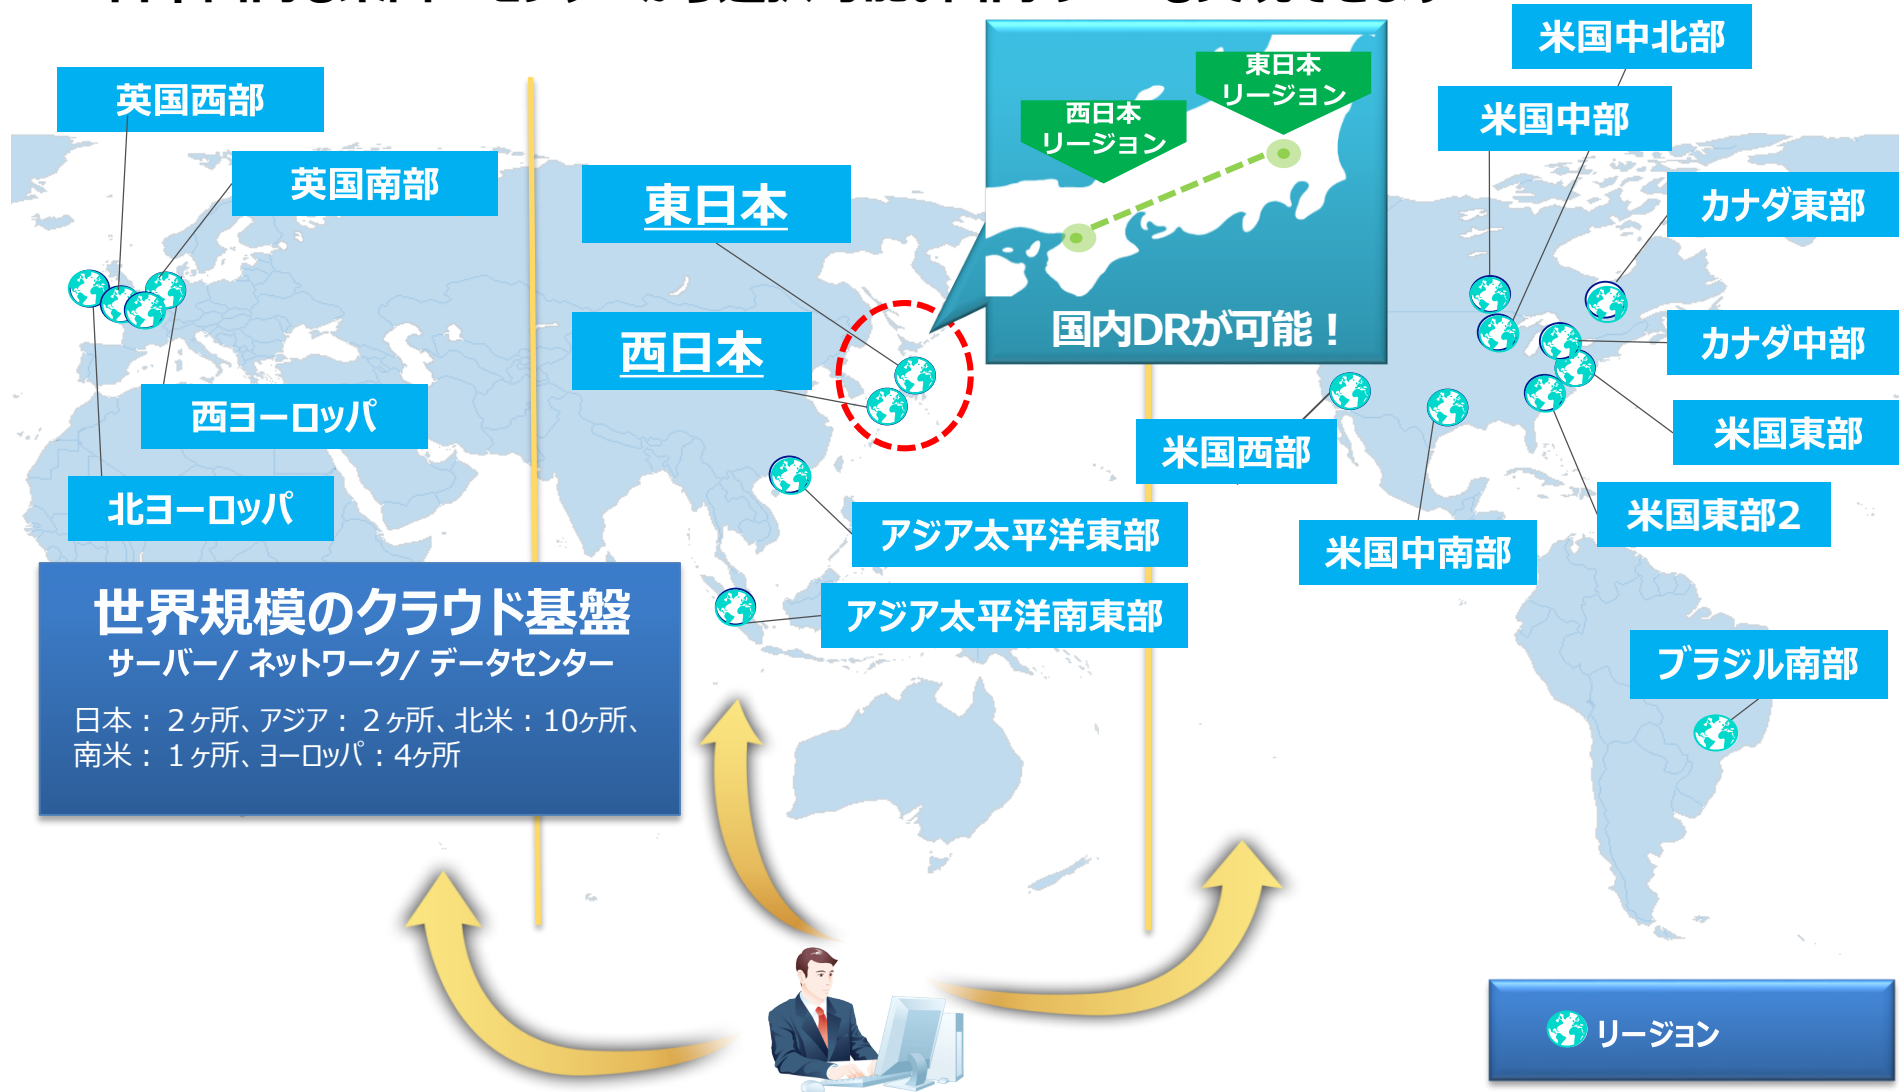 米国中北部
英国西部
米国中部
東日本
リージョン
西日本
リージョン
英国南部
東日本
カナダ東部
西日本
国内DRが可能！
カナダ中部
西ヨーロッパ
米国西部
米国東部
北ヨーロッパ
アジア太平洋東部
米国中南部
米国東部2
世界規模のクラウド基盤
サーバー/ ネットワーク/ データセンター
日本：２ヶ所、アジア：２ヶ所、北米：10ヶ所、
南米：１ヶ所、ヨーロッパ：4ヶ所
アジア太平洋南東部
ブラジル南部
リージョン